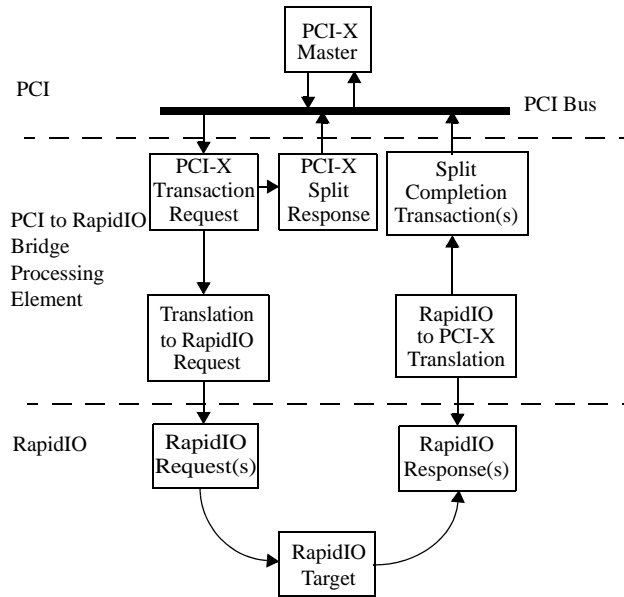 PCI-X
Master
PCI
PCI Bus
PCI-X
Transaction
Request
PCI-X
Split
Response
Split
Completion
Transaction(s)
PCI to RapidIO
Bridge
Processing
Element
Translation
to RapidIO
Request
RapidIO
to PCI-X
Translation
RapidIO
RapidIO
Request(s)
RapidIO
Response(s)
RapidIO
Target